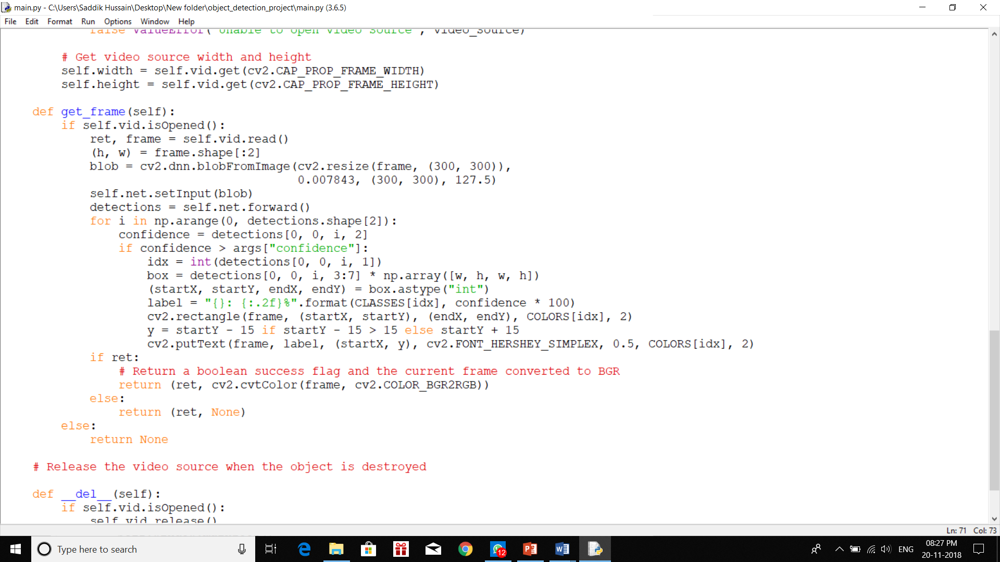 main.py - C:\Users\Saddik Hussain\Desktop\New folder\object_detection_project\main.py (3.6.5)
File Edit Format Run Options Window Help
raise ValueError("Unable to open video source", video_source)
# Get video source width and height
self.width = self.vid.get(cv2.CAP_PROP_FRAME_WIDTH)
self.height = self.vid.get(cv2.CAP_PROP_FRAME_HEIGHT)
def get_frame(self):
if self.vid.isOpened():
ret, frame = self.vid.read()
(h, w) = frame.shape[:2]
blob = cv2.dnn.blobFromImage(cv2.resize(frame, (300, 300)),
0.007843, (300, 300), 127.5)
self.net.setInput(blob)
detections = self.net.forward()
for i in np.arange(0, detections.shape[2]):
confidence = detections[0, 0, i, 2]
if confidence > args["confidence"]:
idx = int(detections[0, 0, i, 1])
box = detections[0, 0, i, 3:7] * np.array([w, h, w, h])
(startX, startY, endX, endY) = box.astype("int")
label = "{}: {:.2f}%".format(CLASSES[idx], confidence * 100)
cv2.rectangle(frame, (startX, startY), (endX, endY), COLORS[idx], 2)
y = startY - 15 if startY - 15 > 15 else startY + 15
cv2.putText(frame, label, (startX, y), cv2.FONT_HERSHEY_SIMPLEX, 0.5, COLORS[idx], 2)
if ret:
# Return a boolean success flag and the current frame converted to BGR
return (ret, cv2.cvtColor(frame, cv2.COLOR_BGR2RGB))
else:
return (ret, None)
else:
return None
# Release the video source when the object is destroyed
def __del__(self):
if self.vid.isOpened():
self.vid.release()
Ln: 71 Col: 73
Type here to search
12
ENG
08:27 PM
20-11-2018